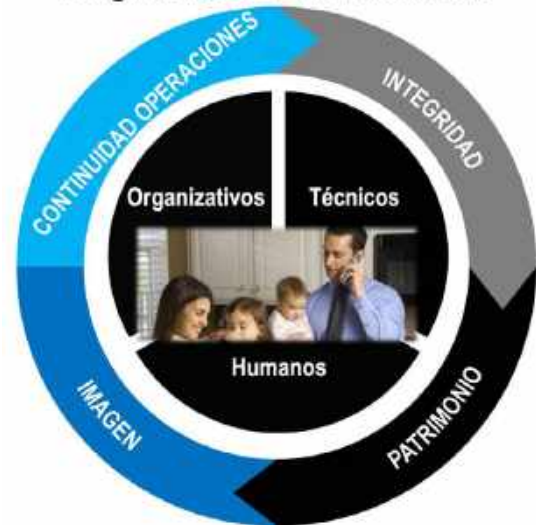 CONTINUIDAD OPERACIONES
INTEGRIDAD
Organizativos
Técnicos
Humanos
IMAGEN
PATRIMONIO